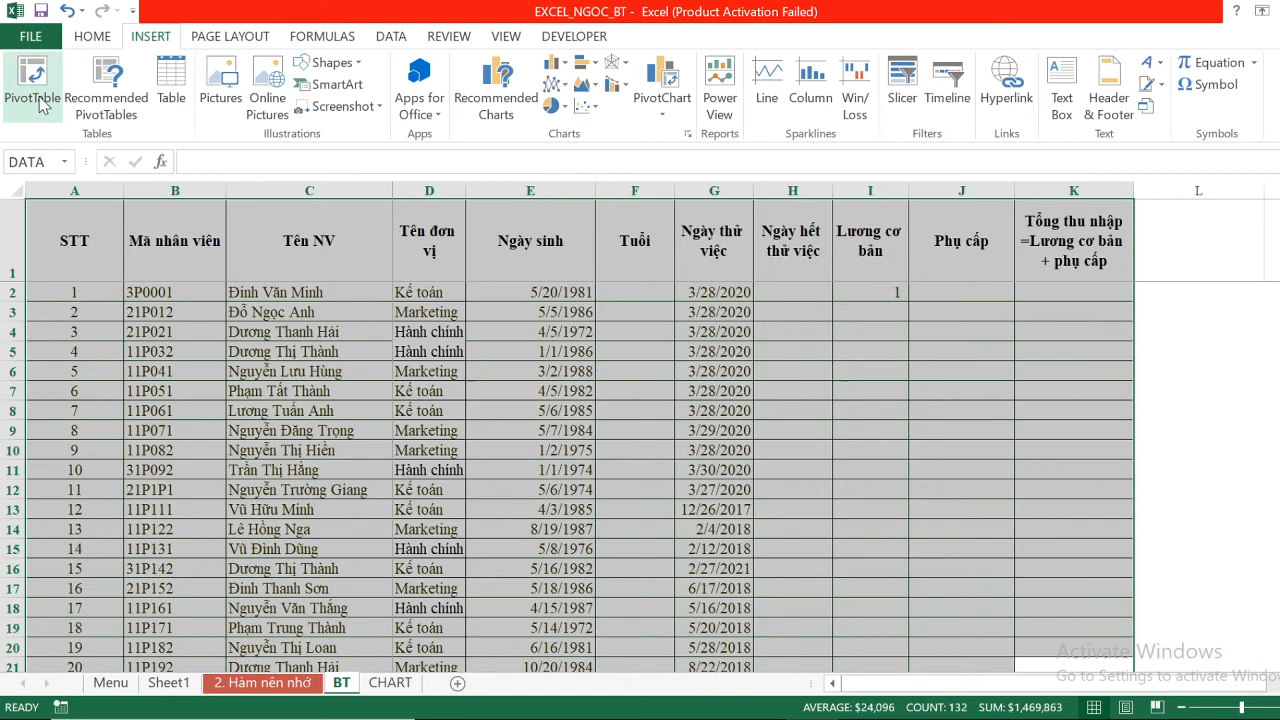 EXCEL_NGOC_BT - Excel (Product Activation Failed)
FILE HOME INSERT PAGE LAYOUT FORMULAS DATA REVIEW VIEW DEVELOPER
PivotTable
Recommended PivotTables
Table
Tables
Pictures
Online Pictures
Shapes
SmartArt
Screenshot
Illustrations
Apps for Office
Apps
Recommended Charts
PivotChart
Charts
Power View
Reports
Line
Column
Win/ Loss
Sparklines
Slicer
Timeline
Filters
Hyperlink
Links
Text Box
Header & Footer
Text
Equation
Symbol
Symbols
DATA
fx
A B C D E F G H I J K L
1 STT Mã nhân viên Tên NV Tên đơn vị Ngày sinh Tuổi Ngày thử việc Ngày hết thử việc Lương cơ bản Phụ cấp Tổng thu nhập =Lương cơ bản + phụ cấp
2 1 3P0001 Đinh Văn Minh Kế toán 5/20/1981 3/28/2020 1
3 2 21P012 Đỗ Ngọc Anh Marketing 5/5/1986 3/28/2020
4 3 21P021 Dương Thanh Hải Hành chính 4/5/1972 3/28/2020
5 4 11P032 Dương Thị Thành Hành chính 1/1/1986 3/28/2020
6 5 11P041 Nguyễn Lưu Hùng Marketing 3/2/1988 3/28/2020
7 6 11P051 Phạm Tất Thành Kế toán 4/5/1982 3/28/2020
8 7 11P061 Lương Tuấn Anh Kế toán 5/6/1985 3/28/2020
9 8 11P071 Nguyễn Đăng Trọng Marketing 5/7/1984 3/29/2020
10 9 11P082 Nguyễn Thị Hiền Marketing 1/2/1975 3/28/2020
11 10 31P092 Trần Thị Hằng Hành chính 1/1/1974 3/30/2020
12 11 21P1P1 Nguyễn Trường Giang Kế toán 5/6/1974 3/27/2020
13 12 11P111 Vũ Hữu Minh Kế toán 4/3/1985 12/26/2017
14 13 11P122 Lê Hồng Nga Marketing 8/19/1987 2/4/2018
15 14 11P131 Vũ Đình Dũng Hành chính 5/8/1976 2/12/2018
16 15 31P142 Dương Thị Thành Kế toán 5/16/1982 2/27/2021
17 16 21P152 Đinh Thanh Sơn Marketing 5/18/1986 6/17/2018
18 17 11P161 Nguyễn Văn Thắng Hành chính 4/15/1987 5/16/2018
19 18 11P171 Phạm Trung Thành Kế toán 5/14/1972 5/20/2018
20 19 11P182 Nguyễn Thị Loan Kế toán 6/16/1981 5/28/2018
21 20 11P192 Dương Thanh Hải Marketing 10/20/1984 8/22/2018
Activate Windows
Go to Settings to activate Windows
Menu Sheet1 2. Hàm nên nhớ BT CHART
READY AVERAGE: $24,096 COUNT: 132 SUM: $1,469,863